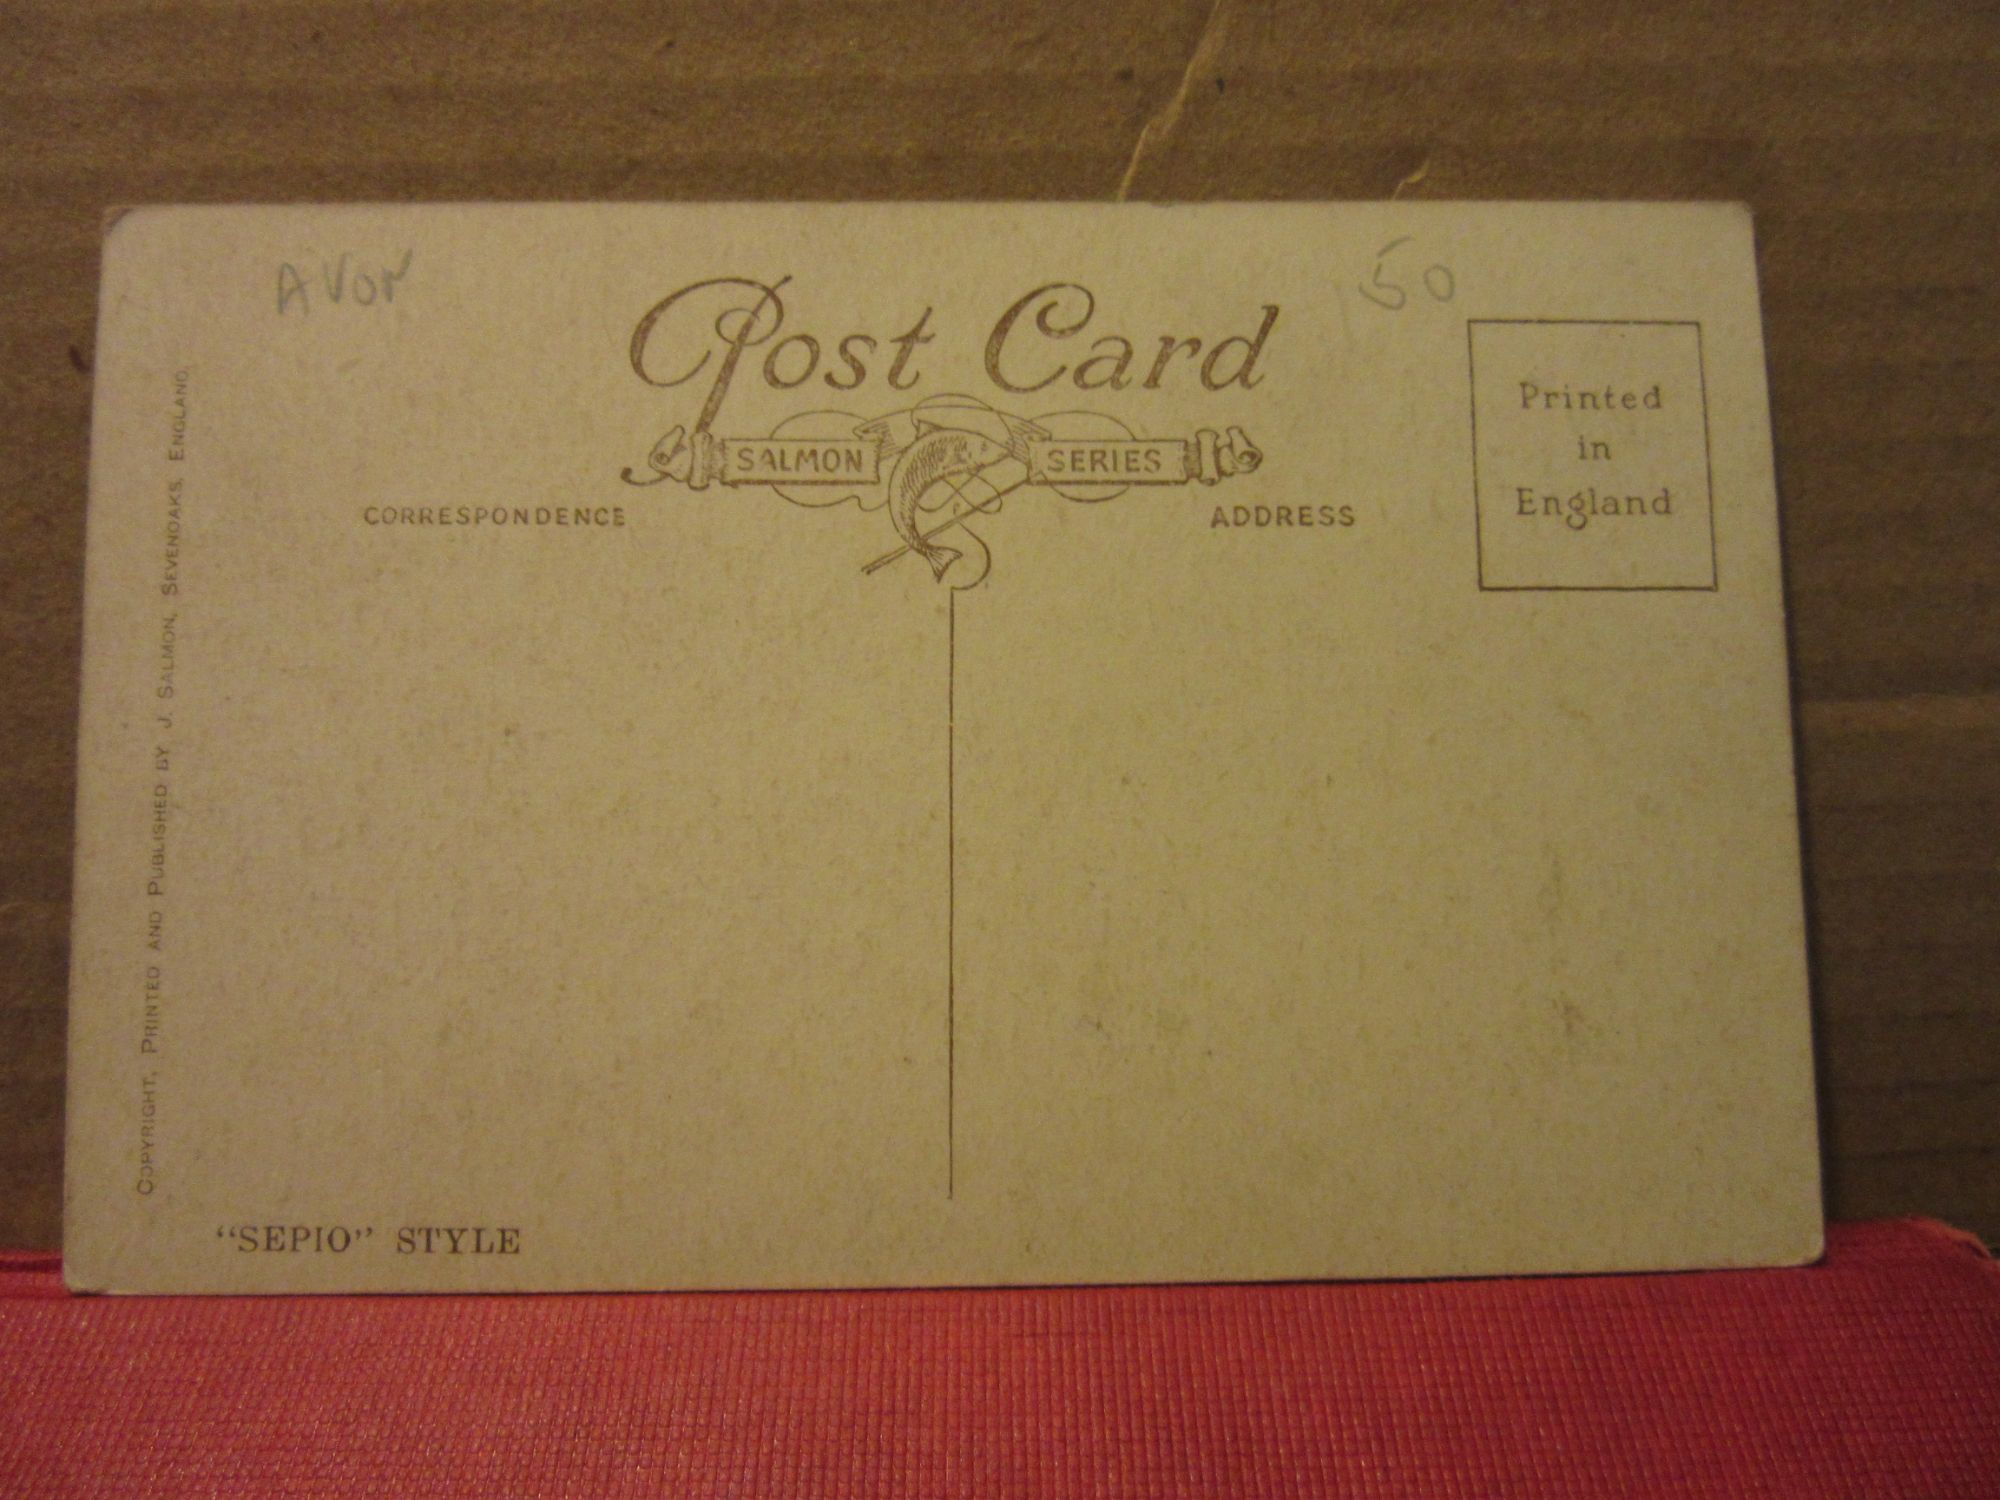 AVON
50
Post Card
SALMON SERIES
CORRESPONDENCE
ADDRESS
Printed
in
England
COPYRIGHT, PRINTED AND PUBLISHED BY J. SALMON, SEVENOAKS, ENGLAND.
"SEPIO" STYLE